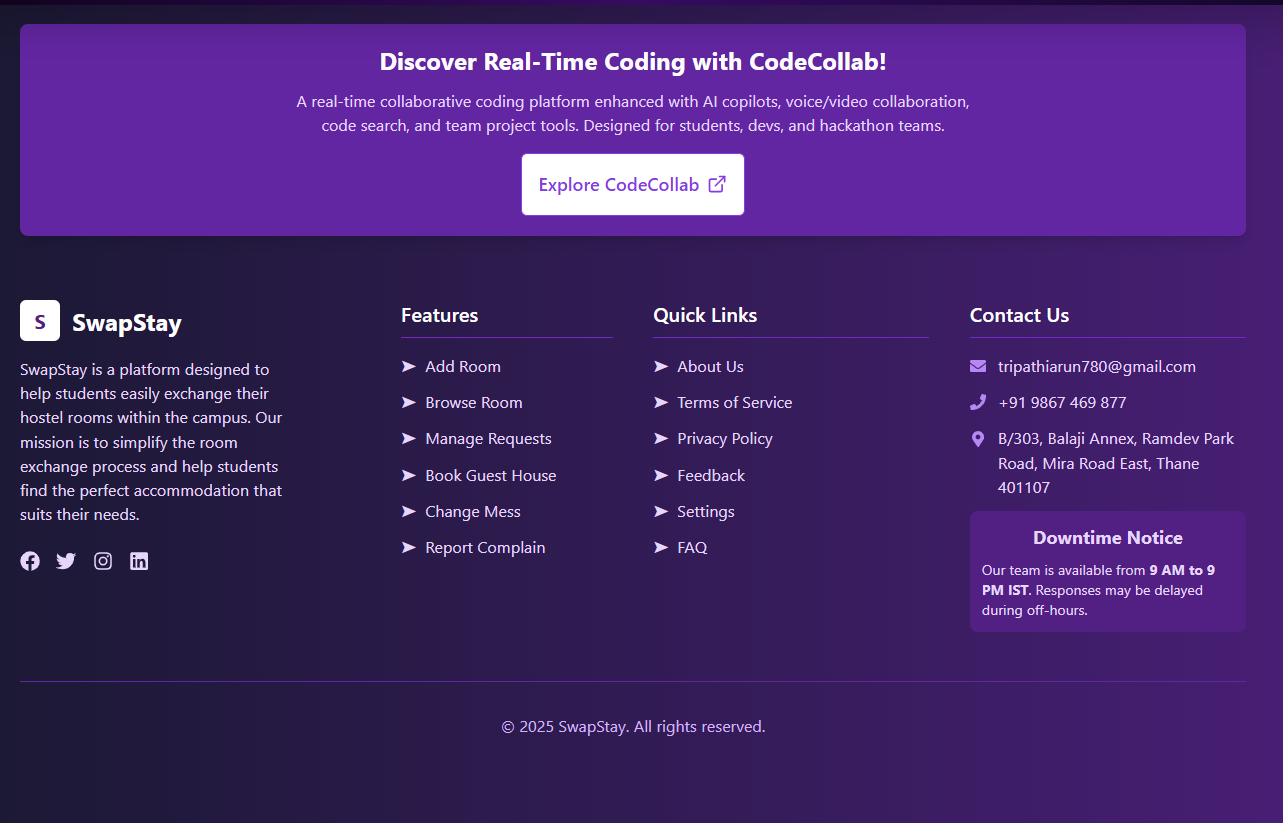 Discover Real-Time Coding with CodeCollab!
A real-time collaborative coding platform enhanced with AI copilots, voice/video collaboration,
code search, and team project tools. Designed for students, devs, and hackathon teams.
Explore CodeCollab
S SwapStay
SwapStay is a platform designed to
help students easily exchange their
hostel rooms within the campus. Our
mission is to simplify the room
exchange process and help students
find the perfect accommodation that
suits their needs.
Features
Add Room
Browse Room
Manage Requests
Book Guest House
Change Mess
Report Complain
Quick Links
About Us
Terms of Service
Privacy Policy
Feedback
Settings
FAQ
Contact Us
tripathiarun780@gmail.com
+91 9867 469 877
B/303, Balaji Annex, Ramdev Park
Road, Mira Road East, Thane
401107
Downtime Notice
Our team is available from 9 AM to 9
PM IST. Responses may be delayed
during off-hours.
© 2025 SwapStay. All rights reserved.